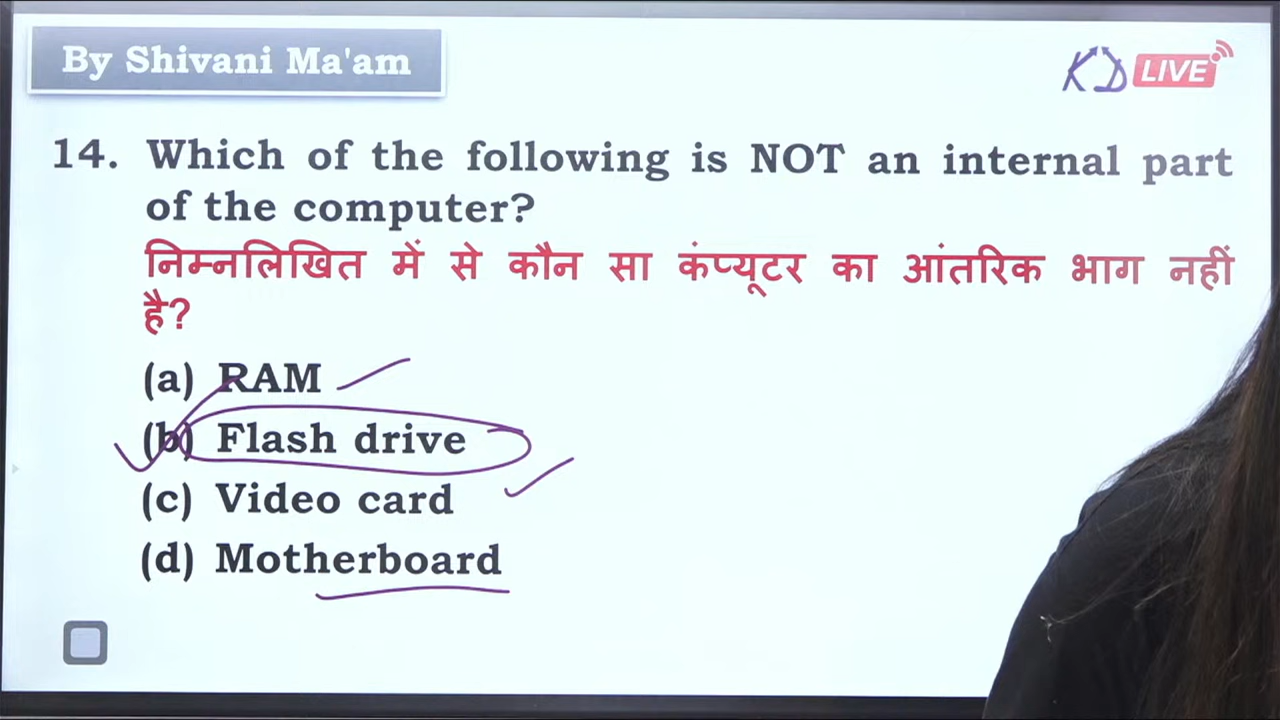 By Shivani Ma'am
KD LIVE
14. Which of the following is NOT an internal part
of the computer?
निम्नलिखित में से कौन सा कंप्यूटर का आंतरिक भाग नहीं
है?
(a) RAM
(b) Flash drive
(c) Video card
(d) Motherboard